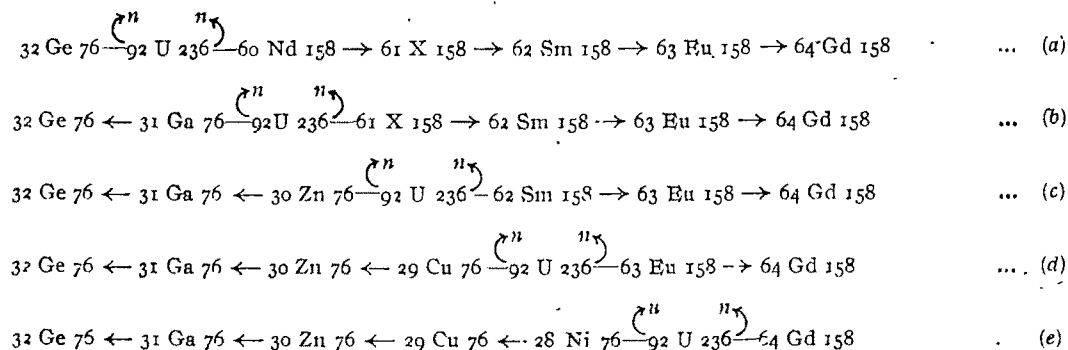 n n
32 Ge 76—92 U 236—60 Nd 158 → 61 X 158 → 62 Sm 158 → 63 Eu 158 → 64 Gd 158 ... (a)
n n
32 Ge 76 ← 31 Ga 76—92 U 236—61 X 158 → 62 Sm 158 → 63 Eu 158 → 64 Gd 158 ... (b)
n n
32 Ge 76 ← 31 Ga 76 ← 30 Zn 76—92 U 236—62 Sm 158 → 63 Eu 158 → 64 Gd 158 ... (c)
n n
32 Ge 76 ← 31 Ga 76 ← 30 Zn 76 ← 29 Cu 76—92 U 236—63 Eu 158 → 64 Gd 158 ... (d)
n n
32 Ge 76 ← 31 Ga 76 ← 30 Zn 76 ← 29 Cu 76 ← 28 Ni 76—92 U 236—64 Gd 158 (e)